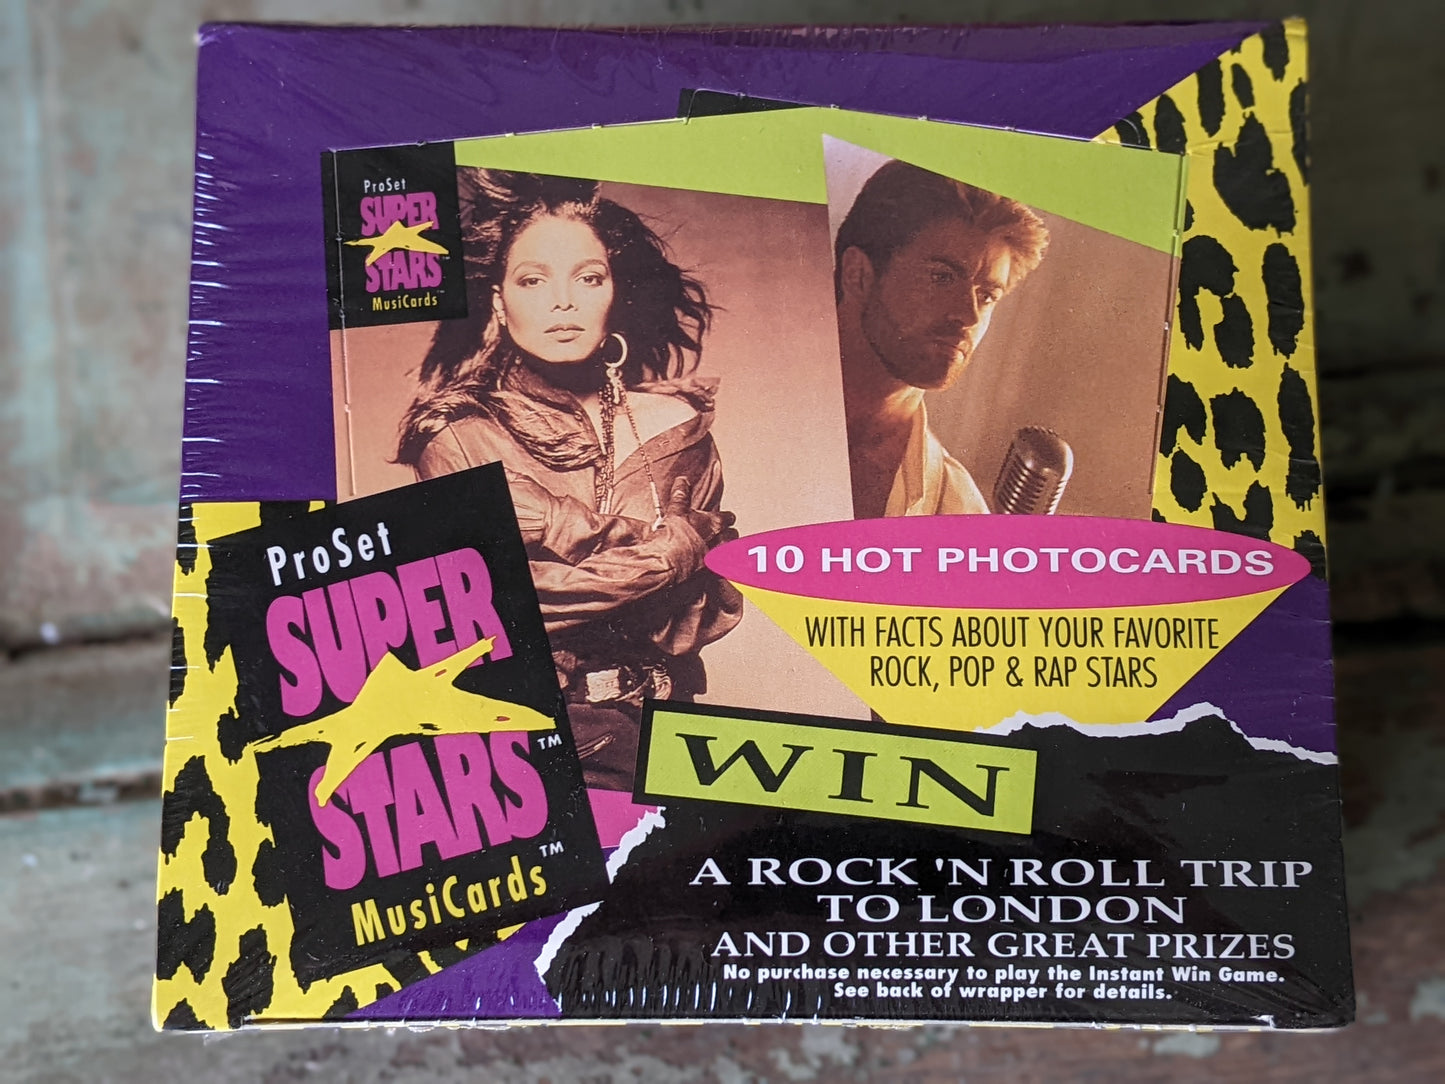 ProSet
SUPER
STARS™
MusiCards™
ProSet
SUPER
STARS™
MusiCards™
10 HOT PHOTOCARDS
WITH FACTS ABOUT YOUR FAVORITE
ROCK, POP & RAP STARS
WIN
A ROCK 'N ROLL TRIP
TO LONDON
AND OTHER GREAT PRIZES
No purchase necessary to play the Instant Win Game.
See back of wrapper for details.